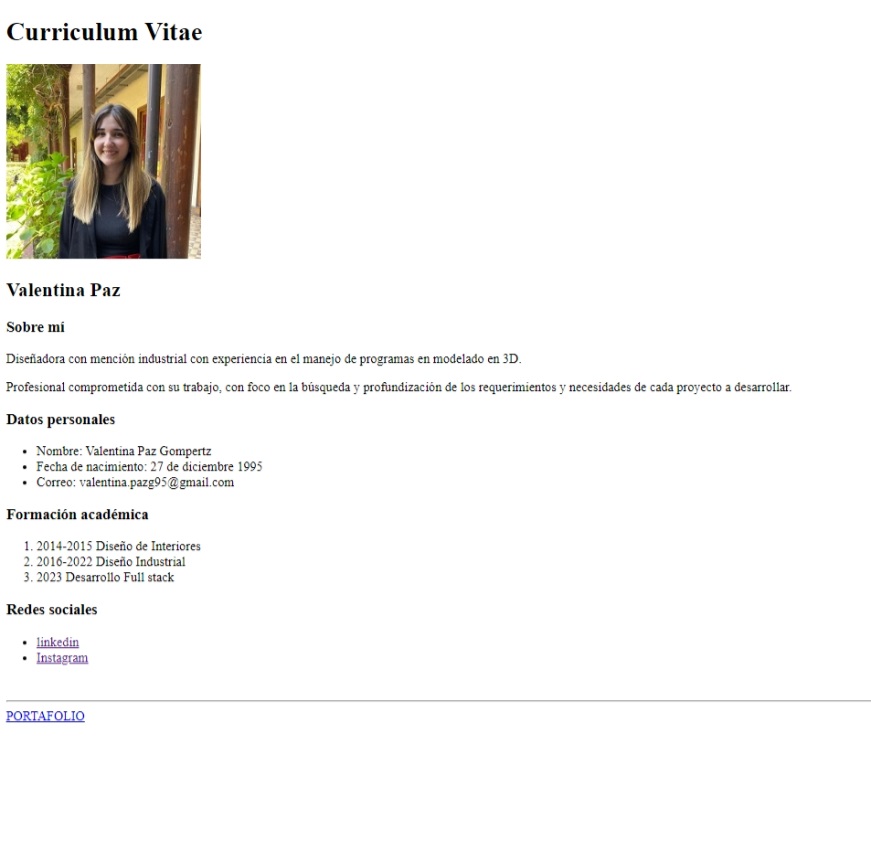 Curriculum Vitae
Valentina Paz
Sobre mí
Diseñadora con mención industrial con experiencia en el manejo de programas en modelado en 3D.
Profesional comprometida con su trabajo, con foco en la búsqueda y profundización de los requerimientos y necesidades de cada proyecto a desarrollar.
Datos personales
• Nombre: Valentina Paz Gompertz
• Fecha de nacimiento: 27 de diciembre 1995
• Correo: valentina.pazg95@gmail.com
Formación académica
1. 2014-2015 Diseño de Interiores
2. 2016-2022 Diseño Industrial
3. 2023 Desarrollo Full stack
Redes sociales
• linkedin
• Instagram
PORTAFOLIO